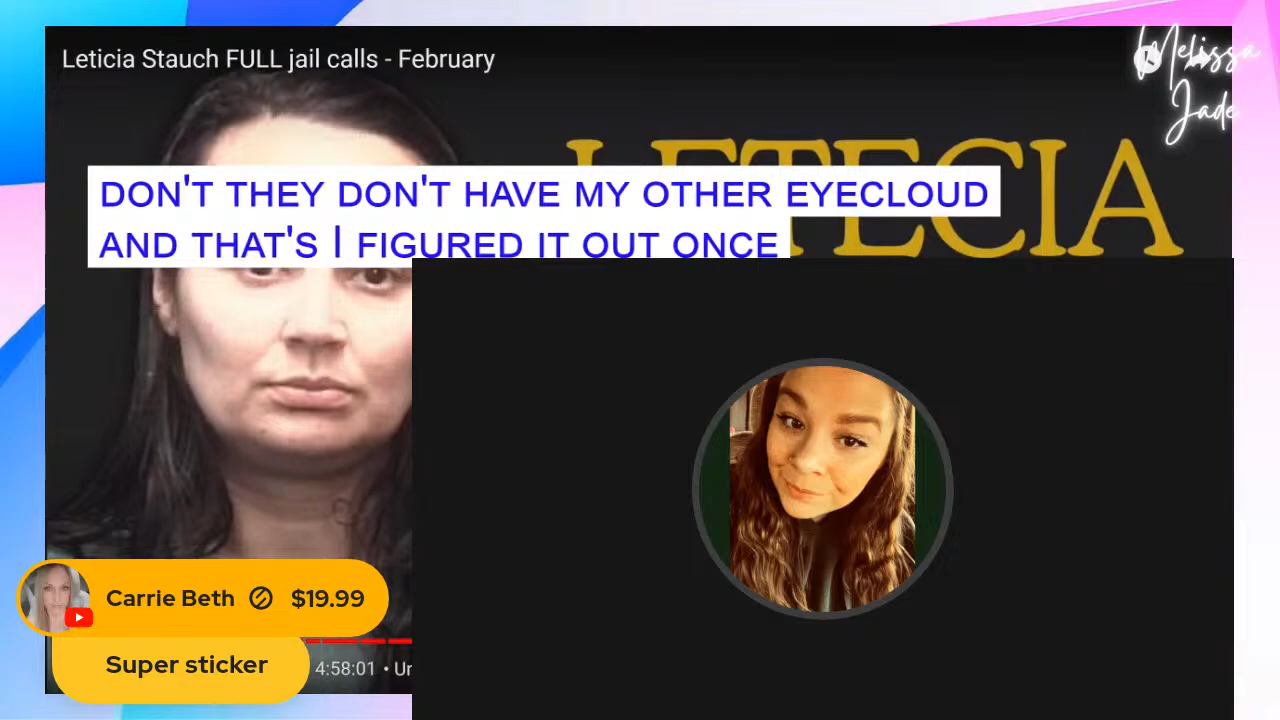 Leticia Stauch FULL jail calls - February
Melissa
Jade
LETECIA
DON'T THEY DON'T HAVE MY OTHER EYECLOUD
AND THAT'S I FIGURED IT OUT ONCE
Carrie Beth $19.99
Super sticker
4:58:01 • Un